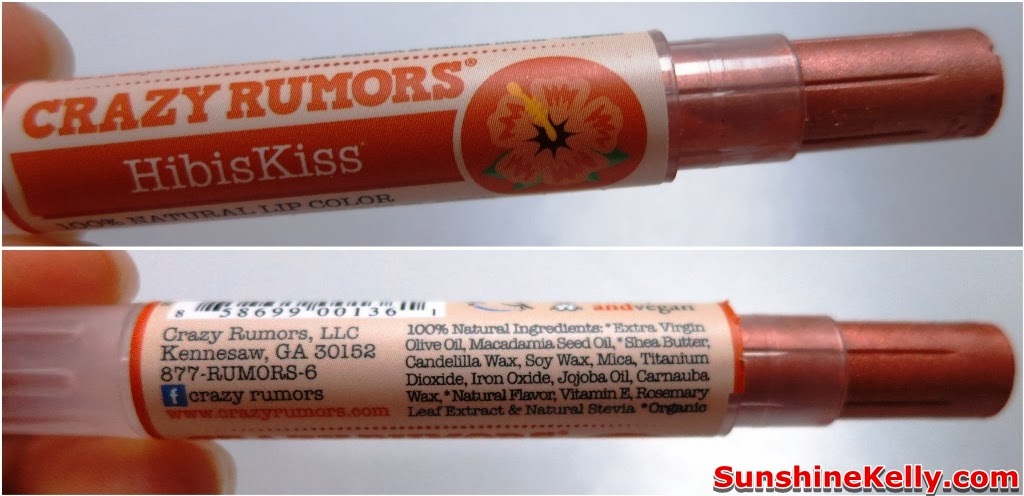 CRAZY RUMORS®
HibisKiss
100% NATURAL LIP COLOR
8 58699 00136 1
andvegan
Crazy Rumors, LLC
Kennesaw, GA 30152
877-RUMORS-6
f crazy rumors
www.crazyrumors.com
100% Natural Ingredients: *Extra Virgin
Olive Oil, Macadamia Seed Oil, *Shea Butter,
Candelilla Wax, Soy Wax, Mica, Titanium
Dioxide, Iron Oxide, Jojoba Oil, Carnauba
Wax, *Natural Flavor, Vitamin E, Rosemary
Leaf Extract & Natural Stevia *Organic
SunshineKelly.com